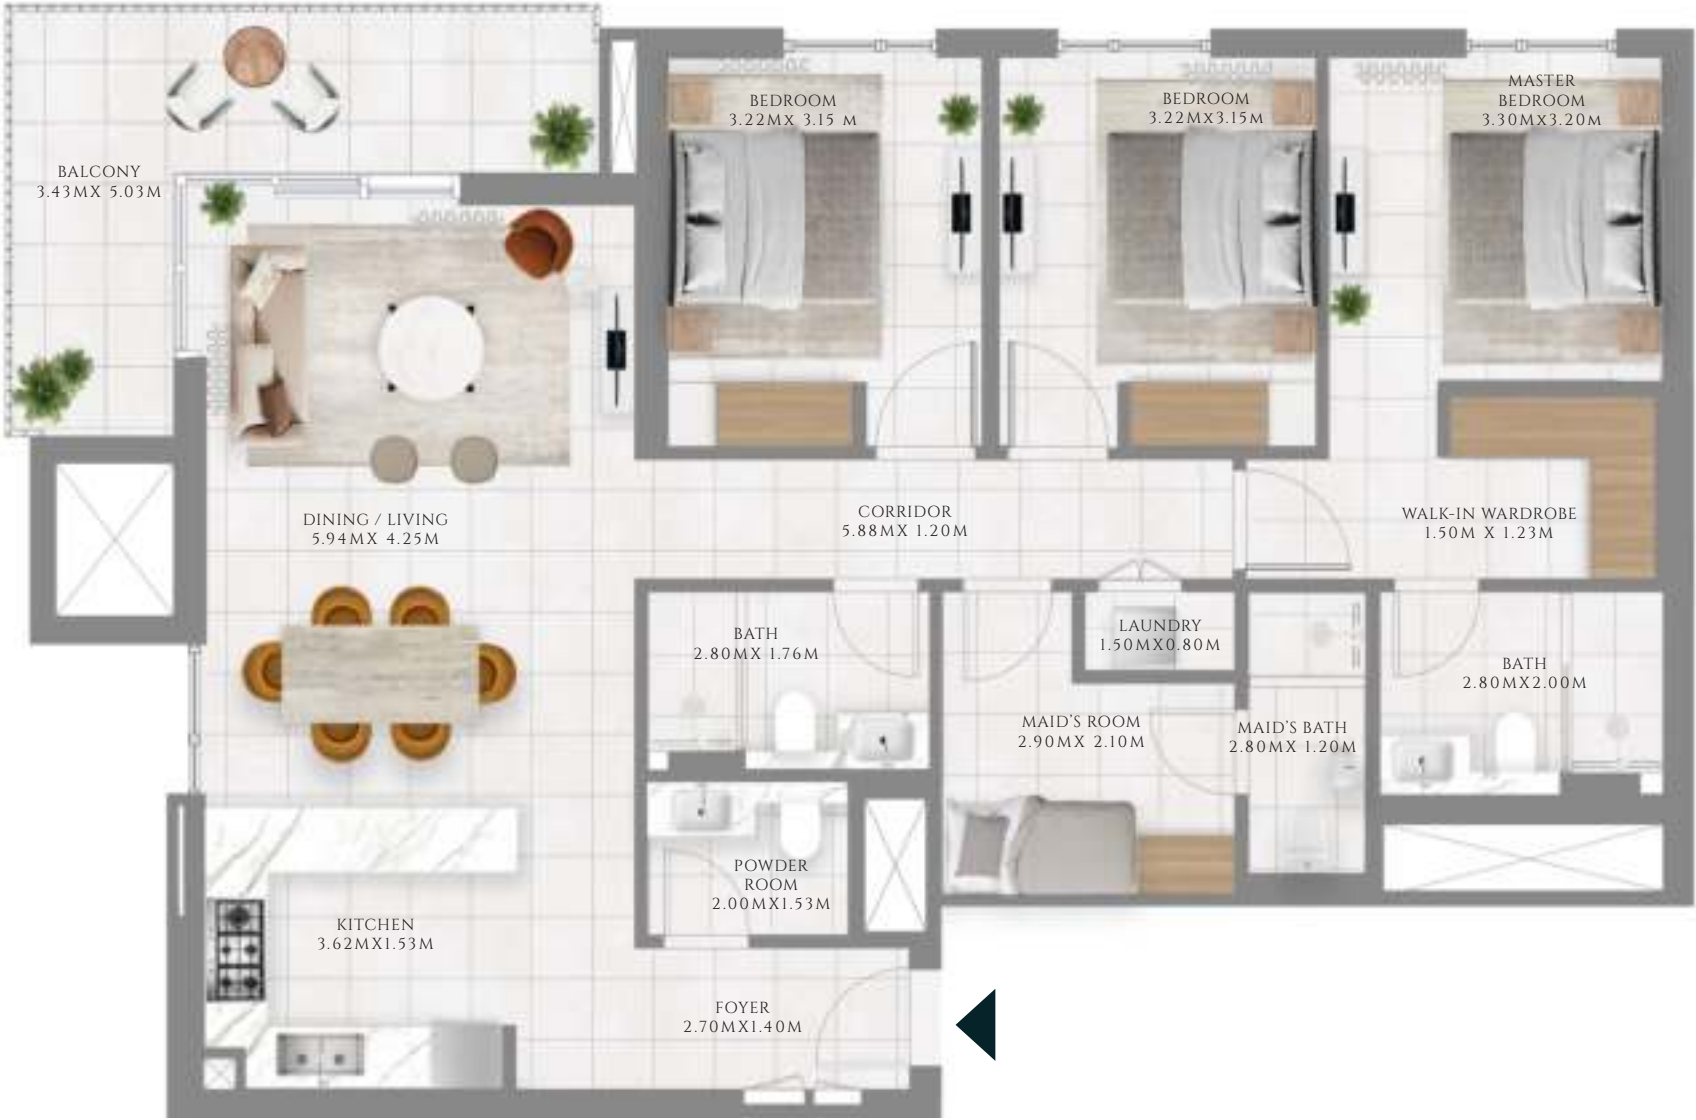 BEDROOM
3.22MX 3.15 M
BEDROOM
3.22MX3.15M
MASTER
BEDROOM
3.30MX3.20M
BALCONY
3.43MX 5.03M
DINING / LIVING
5.94MX 4.25M
CORRIDOR
5.88MX 1.20M
WALK-IN WARDROBE
1.50M X 1.23M
BATH
2.80MX 1.76M
LAUNDRY
1.50MX0.80M
BATH
2.80MX2.00M
MAID'S ROOM
2.90MX 2.10M
MAID'S BATH
2.80MX 1.20M
POWDER
ROOM
2.00MX1.53M
KITCHEN
3.62MX1.53M
FOYER
2.70MX1.40M